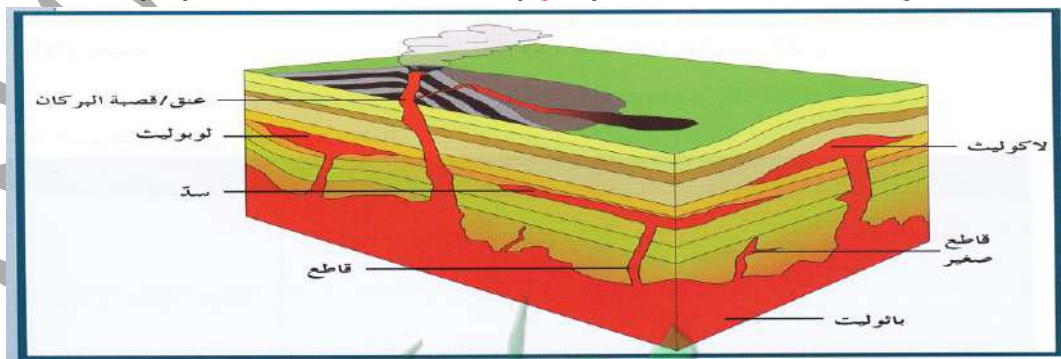 عنق/قصبة البركان
لوبوليث
لاكوليث
سدّ
قاطع
صغير
قاطع
باثوليت